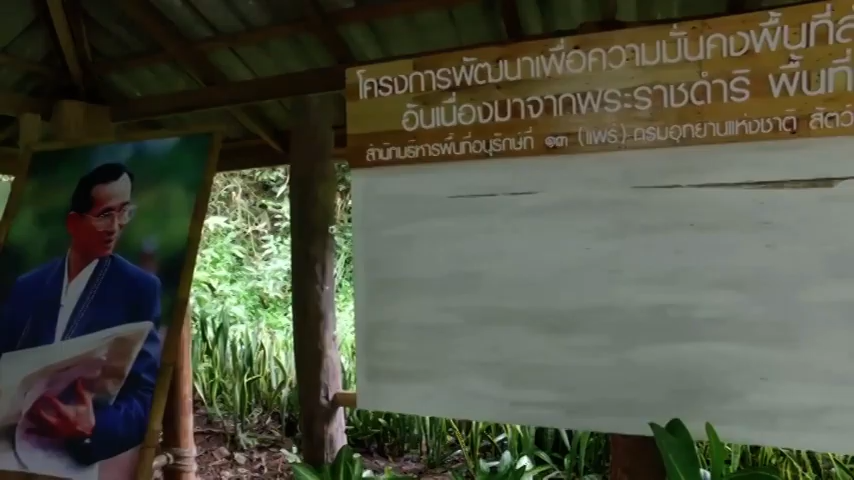 โครงการพัฒนาเพื่อความมั่นคงพื้นที่
อันเนื่องมาจากพระราชดำริ พื้นที่
สำนักบริหารพื้นที่อนุรักษ์ที่ ๑๓ (แพร่) กรมอุทยานแห่งชาติ สัตว์